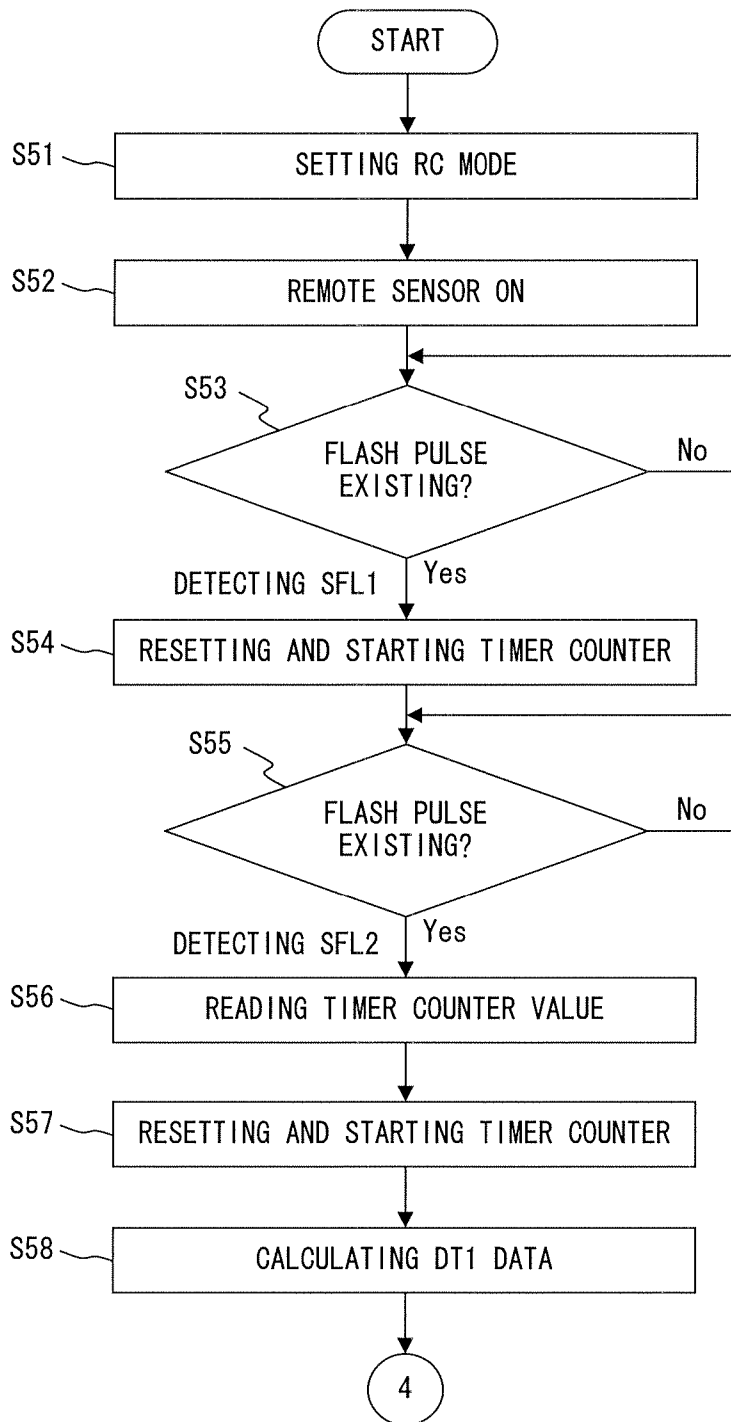 START
S51
SETTING RC MODE
S52
REMOTE SENSOR ON
S53
FLASH PULSE
EXISTING?
No
DETECTING SFL1
Yes
S54
RESETTING AND STARTING TIMER COUNTER
S55
FLASH PULSE
EXISTING?
No
DETECTING SFL2
Yes
S56
READING TIMER COUNTER VALUE
S57
RESETTING AND STARTING TIMER COUNTER
S58
CALCULATING DT1 DATA
4